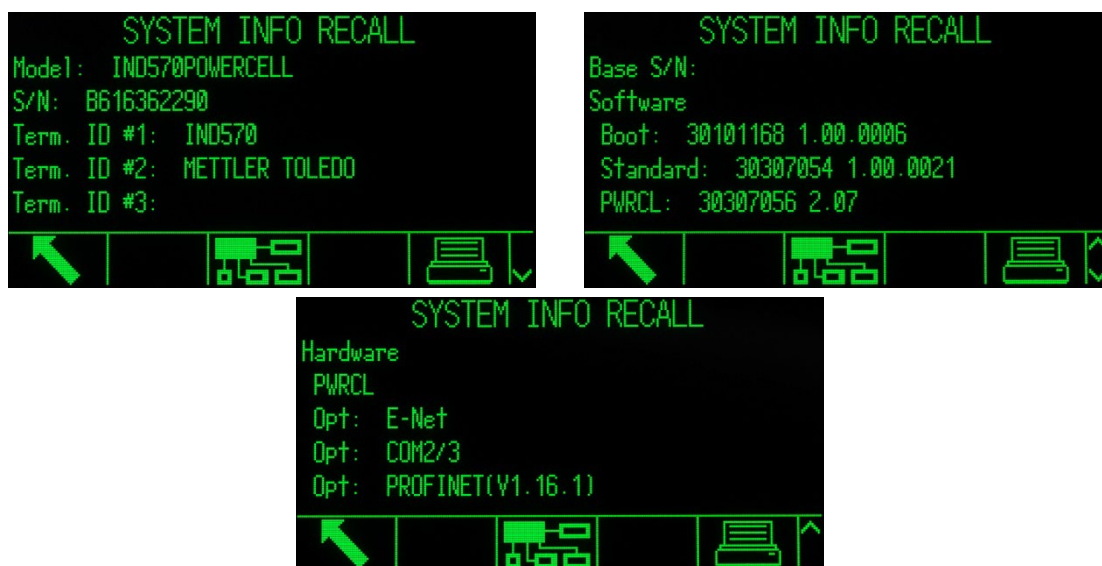 SYSTEM INFO RECALL
Model: IND570POWERCELL
S/N: B616362290
Term. ID #1: IND570
Term. ID #2: METTLER TOLEDO
Term. ID #3:
SYSTEM INFO RECALL
Base S/N:
Software
Boot: 30101168 1.00.0006
Standard: 30307054 1.00.0021
PWRCL: 30307056 2.07
SYSTEM INFO RECALL
Hardware
PWRCL
Opt: E-Net
Opt: COM2/3
Opt: PROFINET(V1.16.1)